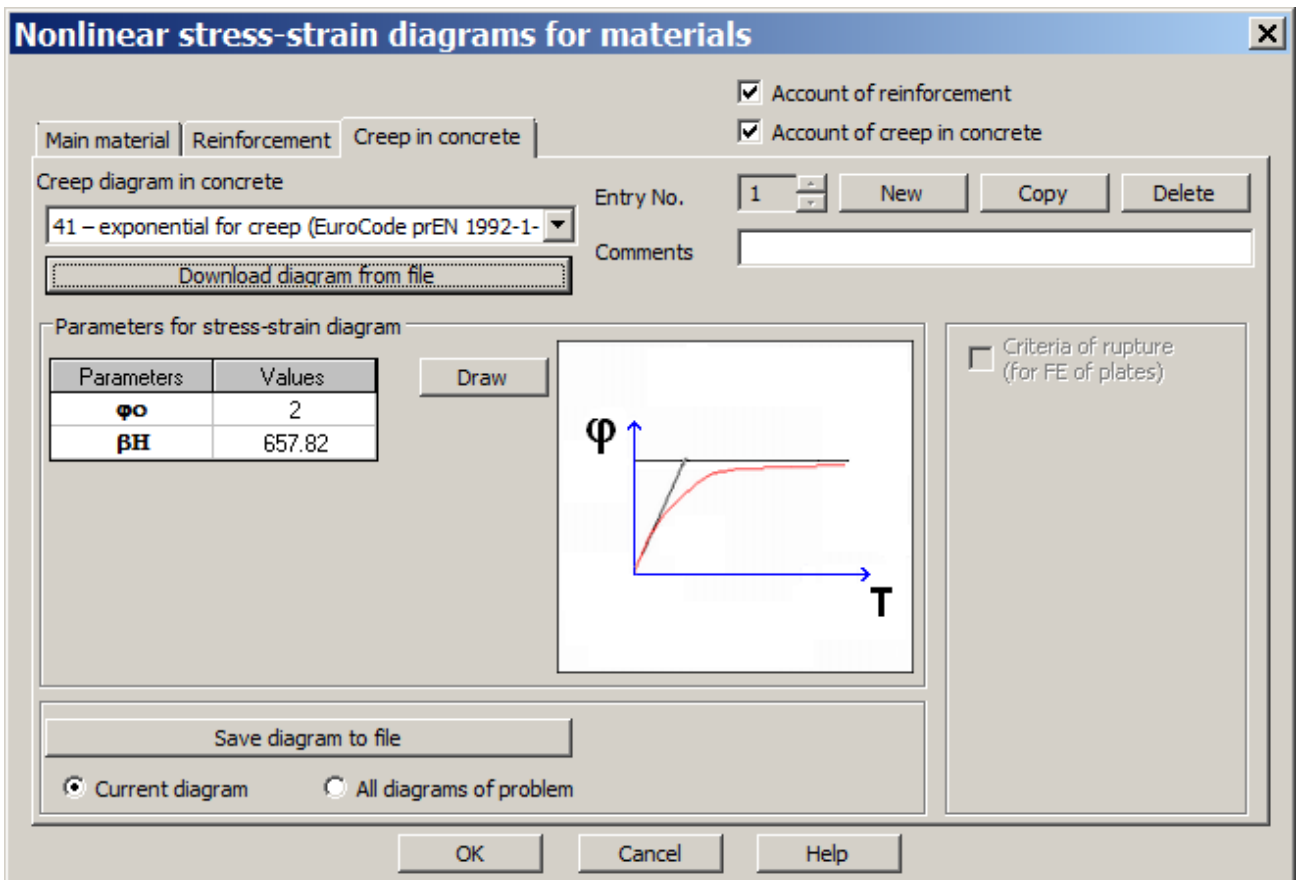 Nonlinear stress-strain diagrams for materials
Account of reinforcement
Account of creep in concrete
Main material
Reinforcement
Creep in concrete
Creep diagram in concrete
41 – exponential for creep (EuroCode prEN 1992-1-
Download diagram from file
Entry No.
1
New
Copy
Delete
Comments
Parameters for stress-strain diagram
Parameters Values
φo 2
βH 657.82
Draw
φ
T
Criteria of rupture
(for FE of plates)
Save diagram to file
Current diagram
All diagrams of problem
OK
Cancel
Help